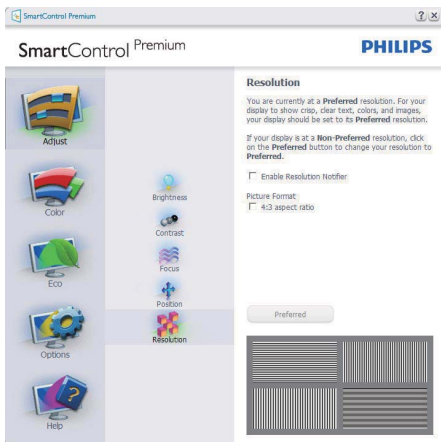 SmartControl Premium
SmartControl Premium
PHILIPS
Adjust
Color
Eco
Options
Help
Brightness
Contrast
Focus
Position
Resolution
Resolution
You are currently at a Preferred resolution. For your
display to show crisp, clear text, colors, and images,
your display should be set to its Preferred resolution.
If your display is at a Non-Preferred resolution, click
on the Preferred button to change your resolution to
Preferred.
Enable Resolution Notifier
Picture Format
4:3 aspect ratio
Preferred